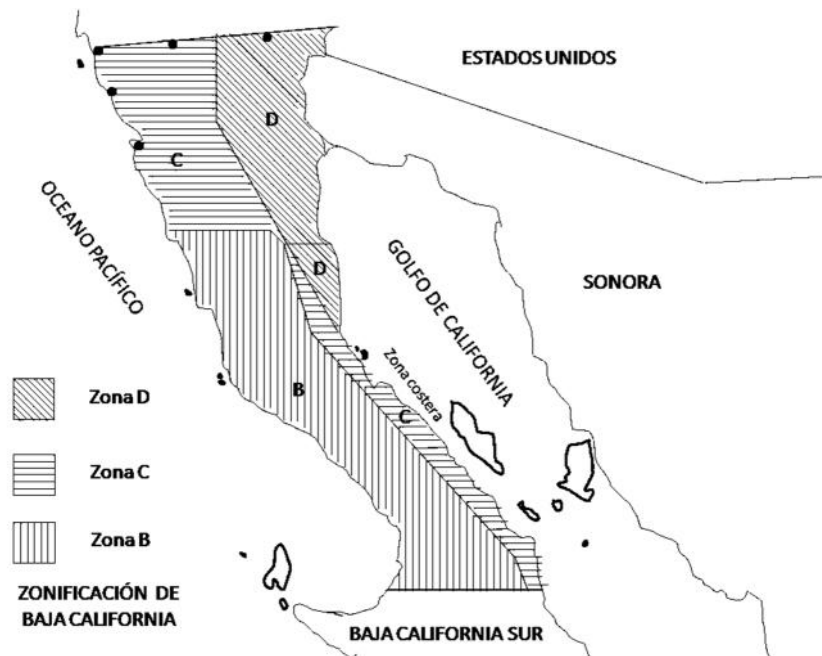 ESTADOS UNIDOS
D
C
OCEANO PACÍFICO
GOLFO DE CALIFORNIA
SONORA
D
Zona costera
B
C
Zona D
Zona C
Zona B
ZONIFICACIÓN DE
BAJA CALIFORNIA
BAJA CALIFORNIA SUR